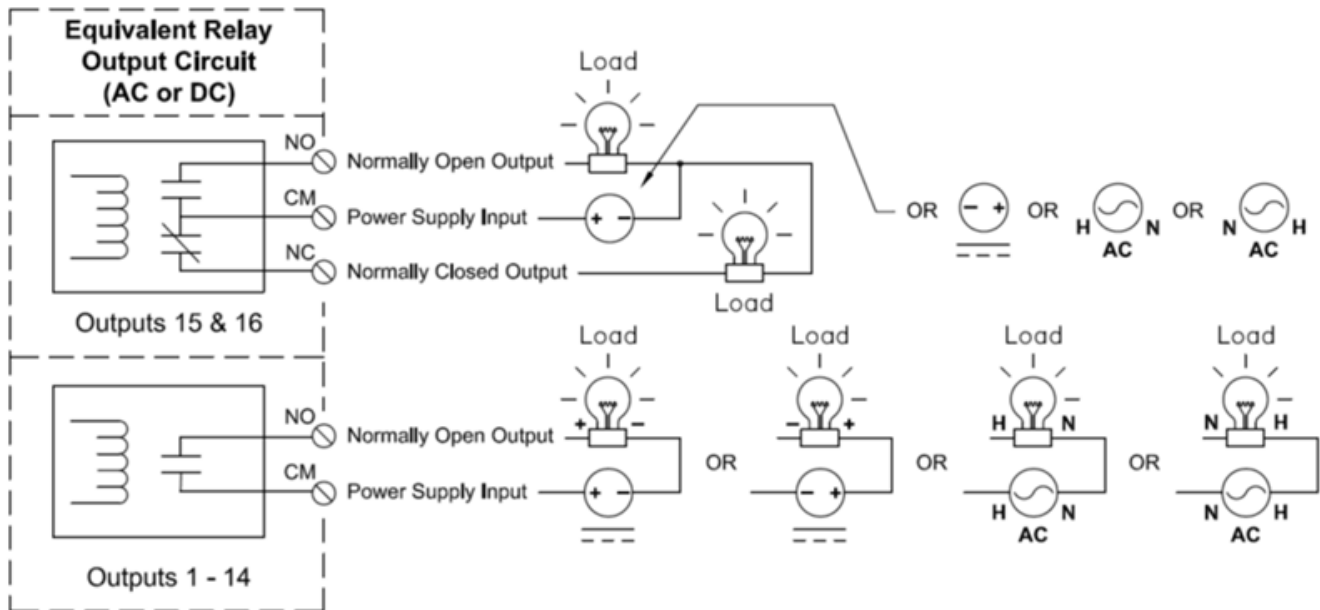 Equivalent Relay
Output Circuit
(AC or DC)
NO
CM
NC
Outputs 15 & 16
Normally Open Output
Power Supply Input
Normally Closed Output
Load
+ -
Load
OR
- +
OR
H N
AC
OR
N H
AC
NO
CM
Outputs 1 - 14
Normally Open Output
Power Supply Input
Load
+ -
+ -
OR
Load
- +
- +
OR
Load
H N
H N
AC
OR
Load
N H
N H
AC